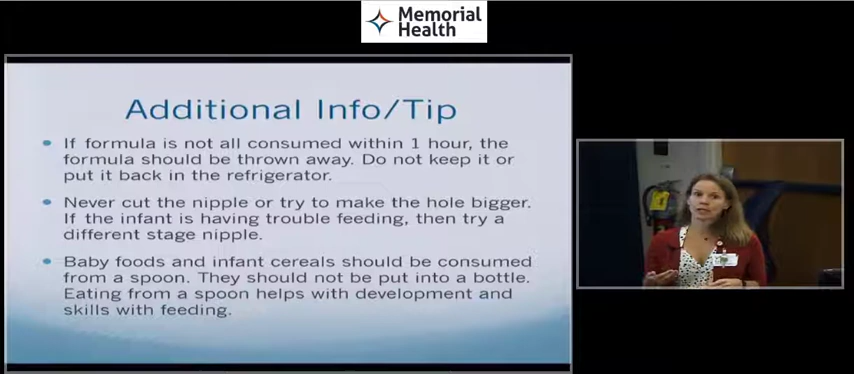 Memorial
Health
Additional Info/Tip
• If formula is not all consumed within 1 hour, the
formula should be thrown away. Do not keep it or
put it back in the refrigerator.
• Never cut the nipple or try to make the hole bigger.
If the infant is having trouble feeding, then try a
different stage nipple.
• Baby foods and infant cereals should be consumed
from a spoon. They should not be put into a bottle.
Eating from a spoon helps with development and
skills with feeding.